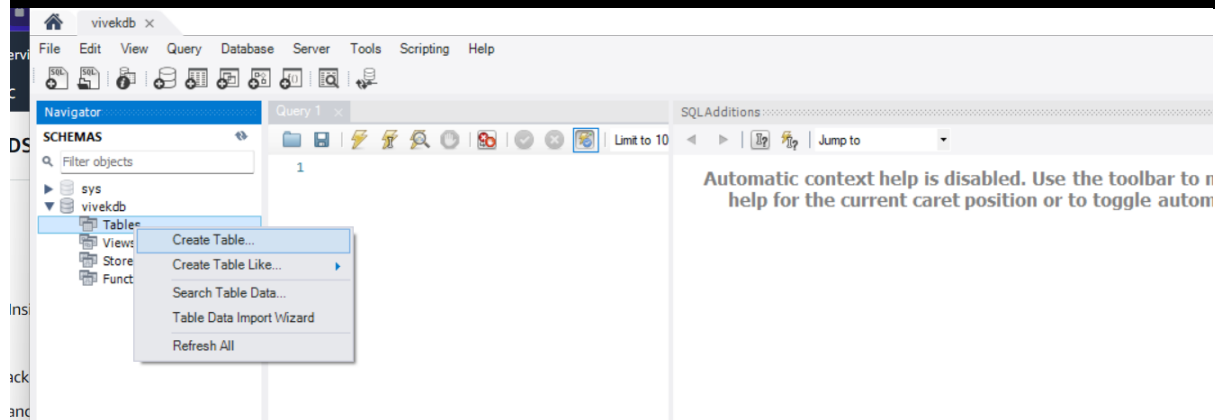 vivekdb ×
File Edit View Query Database Server Tools Scripting Help
Navigator
SCHEMAS
Filter objects
sys
vivekdb
Tables
Views
Create Table...
Create Table Like...
Search Table Data...
Table Data Import Wizard
Refresh All
Query 1 ×
Limit to 10
1
SQLAdditions
Jump to
Automatic context help is disabled. Use the toolbar to
help for the current caret position or to toggle